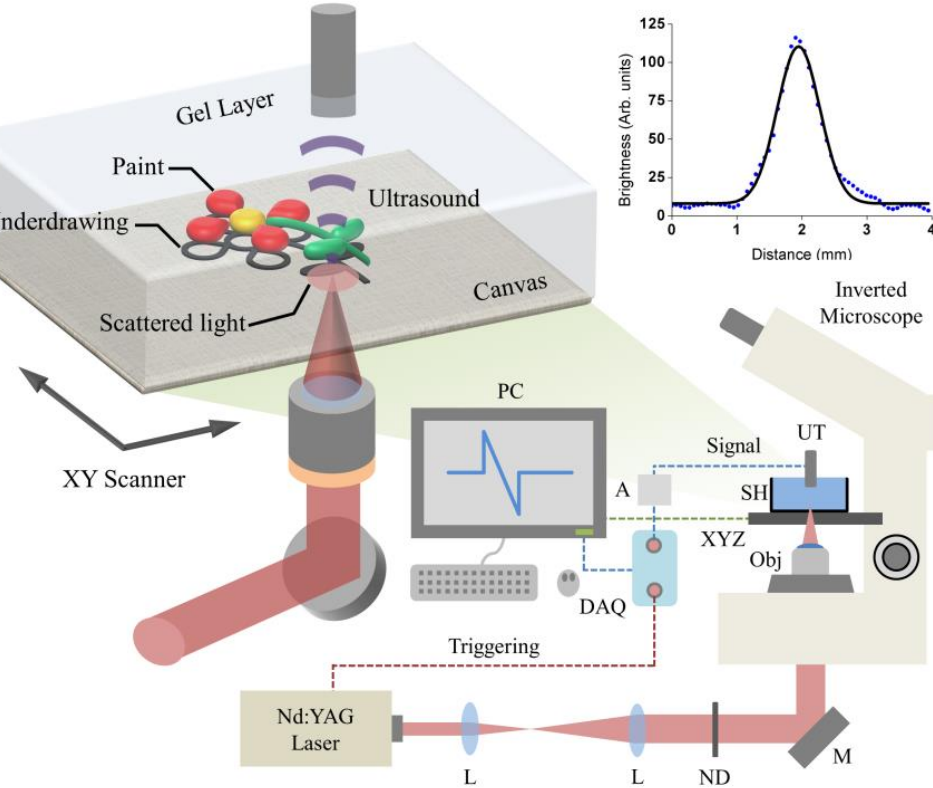 Gel Layer
Paint
nderdrawing
Ultrasound
Scattered light
Canvas
XY Scanner
125
100
75
50
25
0
Brightness (Arb. units)
0 1 2 3 4
Distance (mm)
Inverted
Microscope
PC
Signal
UT
A
SH
XYZ
Obj
DAQ
Triggering
Nd:YAG
Laser
L
L
ND
M